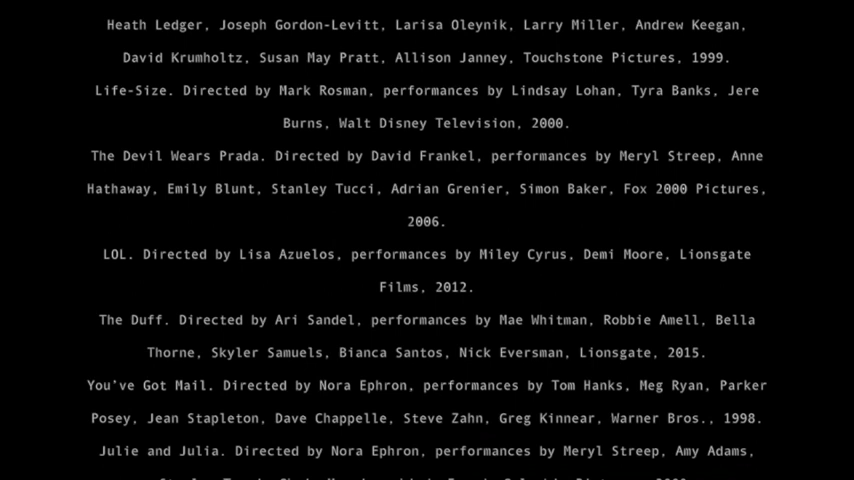 Heath Ledger, Joseph Gordon-Levitt, Larisa Oleynik, Larry Miller, Andrew Keegan,
David Krumholtz, Susan May Pratt, Allison Janney, Touchstone Pictures, 1999.
Life-Size. Directed by Mark Rosman, performances by Lindsay Lohan, Tyra Banks, Jere
Burns, Walt Disney Television, 2000.
The Devil Wears Prada. Directed by David Frankel, performances by Meryl Streep, Anne
Hathaway, Emily Blunt, Stanley Tucci, Adrian Grenier, Simon Baker, Fox 2000 Pictures,
2006.
LOL. Directed by Lisa Azuelos, performances by Miley Cyrus, Demi Moore, Lionsgate
Films, 2012.
The Duff. Directed by Ari Sandel, performances by Mae Whitman, Robbie Amell, Bella
Thorne, Skyler Samuels, Bianca Santos, Nick Eversman, Lionsgate, 2015.
You've Got Mail. Directed by Nora Ephron, performances by Tom Hanks, Meg Ryan, Parker
Posey, Jean Stapleton, Dave Chappelle, Steve Zahn, Greg Kinnear, Warner Bros., 1998.
Julie and Julia. Directed by Nora Ephron, performances by Meryl Streep, Amy Adams,